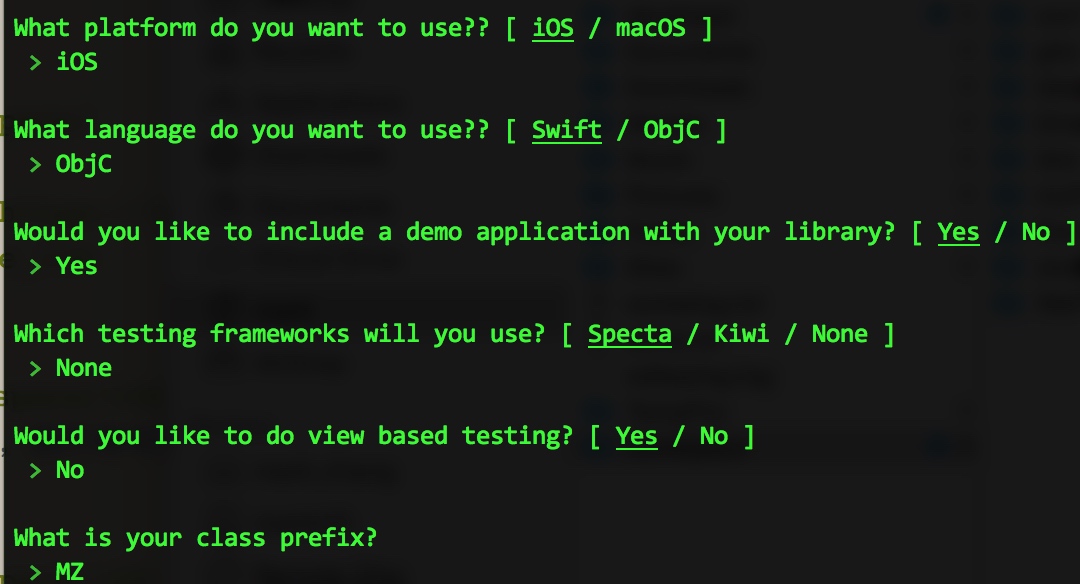 What platform do you want to use?? [ iOS / macOS ]
> iOS
What language do you want to use?? [ Swift / ObjC ]
> ObjC
Would you like to include a demo application with your library? [ Yes / No ]
> Yes
Which testing frameworks will you use? [ Specta / Kiwi / None ]
> None
Would you like to do view based testing? [ Yes / No ]
> No
What is your class prefix?
> MZ